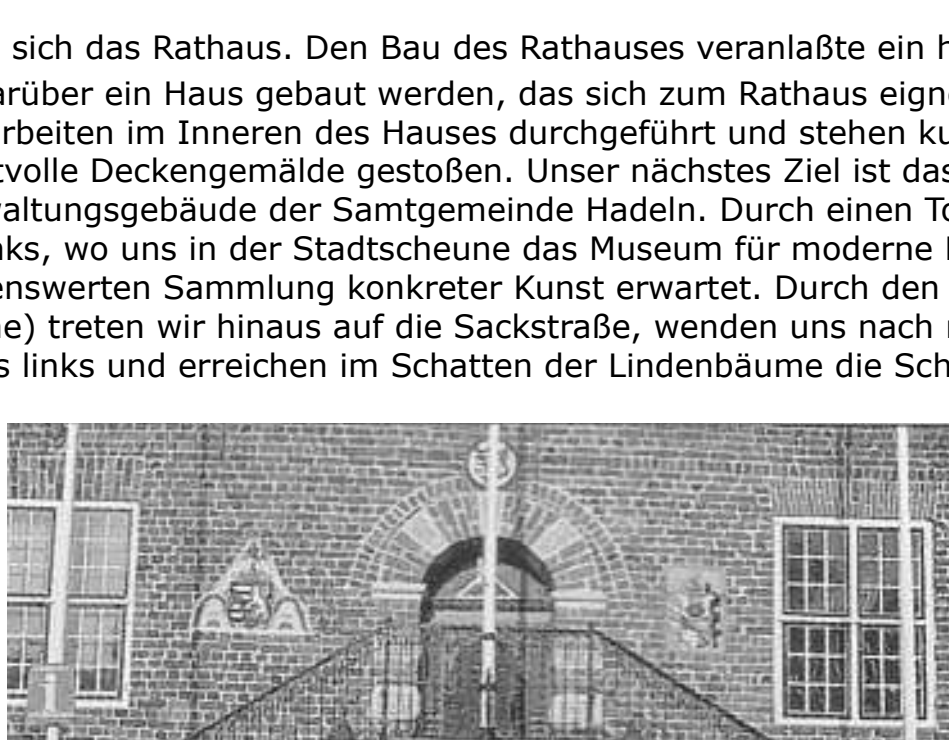 sich das Rathaus. Den Bau des Rathauses veranlaßte ein h
arüber ein Haus gebaut werden, das sich zum Rathaus eigne
rbeiten im Inneren des Hauses durchgeführt und stehen ku
tvolle Deckengemälde gestoßen. Unser nächstes Ziel ist das
waltungsgebäude der Samtgemeinde Hadeln. Durch einen To
nks, wo uns in der Stadtscheune das Museum für moderne
enswerten Sammlung konkreter Kunst erwartet. Durch den
ne) treten wir hinaus auf die Sackstraße, wenden uns nach
s links und erreichen im Schatten der Lindenbäume die Sch